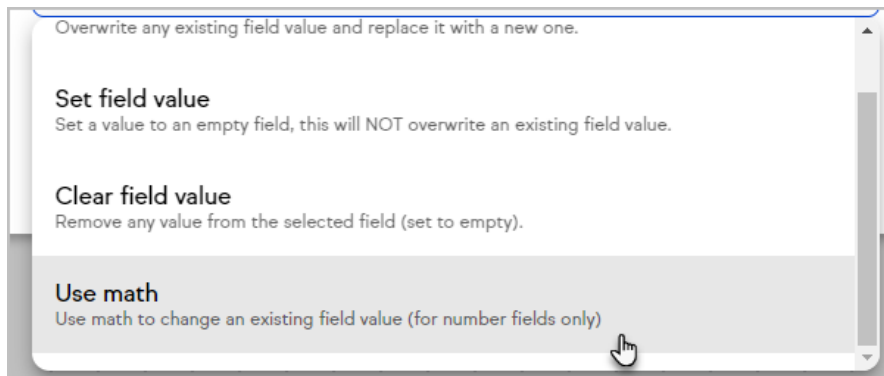 Overwrite any existing field value and replace it with a new one.
Set field value
Set a value to an empty field, this will NOT overwrite an existing field value.
Clear field value
Remove any value from the selected field (set to empty).
Use math
Use math to change an existing field value (for number fields only)